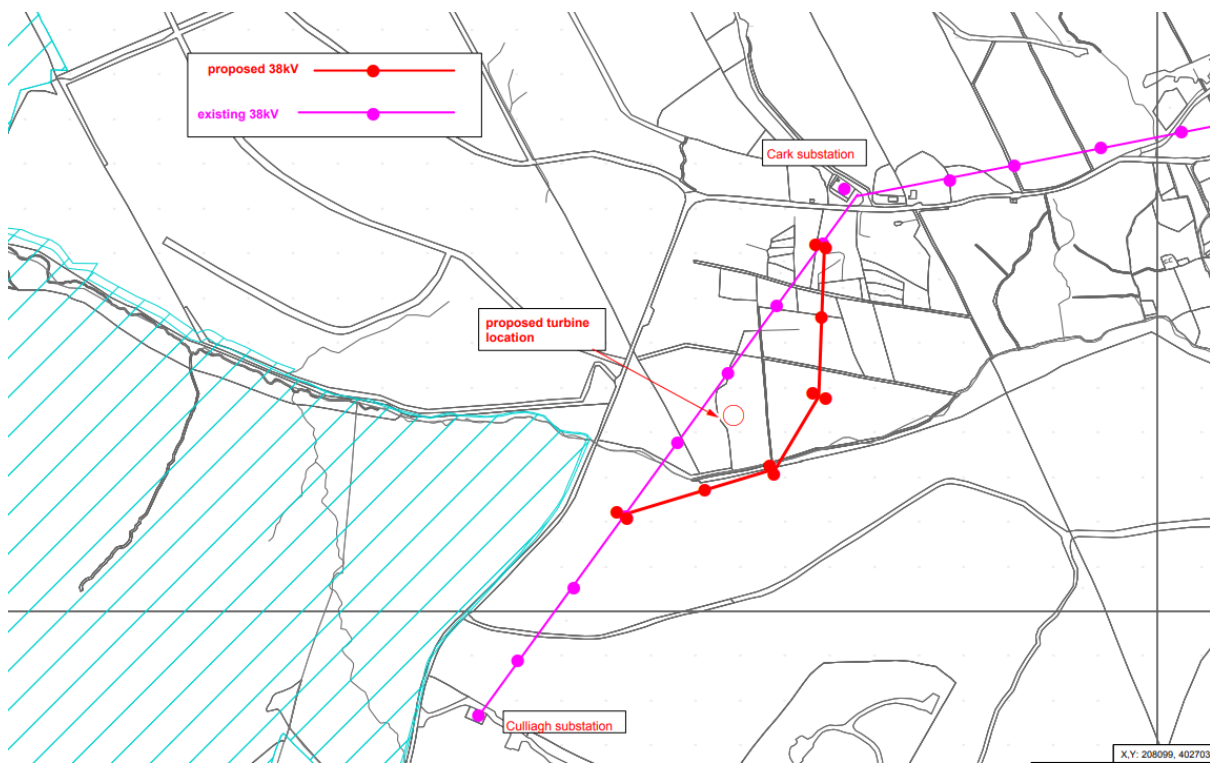 proposed 38kV
existing 38kV
Cark substation
proposed turbine
location
Culliagh substation
X,Y: 208099, 402703